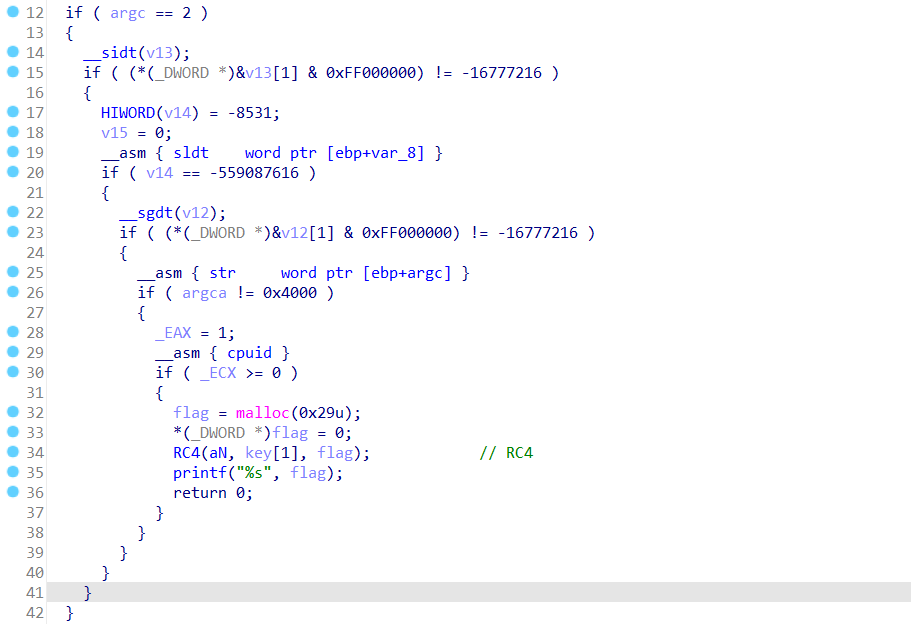 12 if ( argc == 2 )
13 {
14 __sidt(v13);
15 if ( (*(_DWORD *)&v13[1] & 0xFF000000) != -16777216 )
16 {
17 HIWORD(v14) = -8531;
18 v15 = 0;
19 __asm { sldt    word ptr [ebp+var_8] }
20 if ( v14 == -559087616 )
21 {
22 __sgdt(v12);
23 if ( (*(_DWORD *)&v12[1] & 0xFF000000) != -16777216 )
24 {
25 __asm { str     word ptr [ebp+argc] }
26 if ( argca != 0x4000 )
27 {
28 _EAX = 1;
29 __asm { cpuid }
30 if ( _ECX >= 0 )
31 {
32 flag = malloc(0x29u);
33 *(_DWORD *)flag = 0;
34 RC4(aN, key[1], flag);             // RC4
35 printf("%s", flag);
36 return 0;
37 }
38 }
39 }
40 }
41 }
42 }